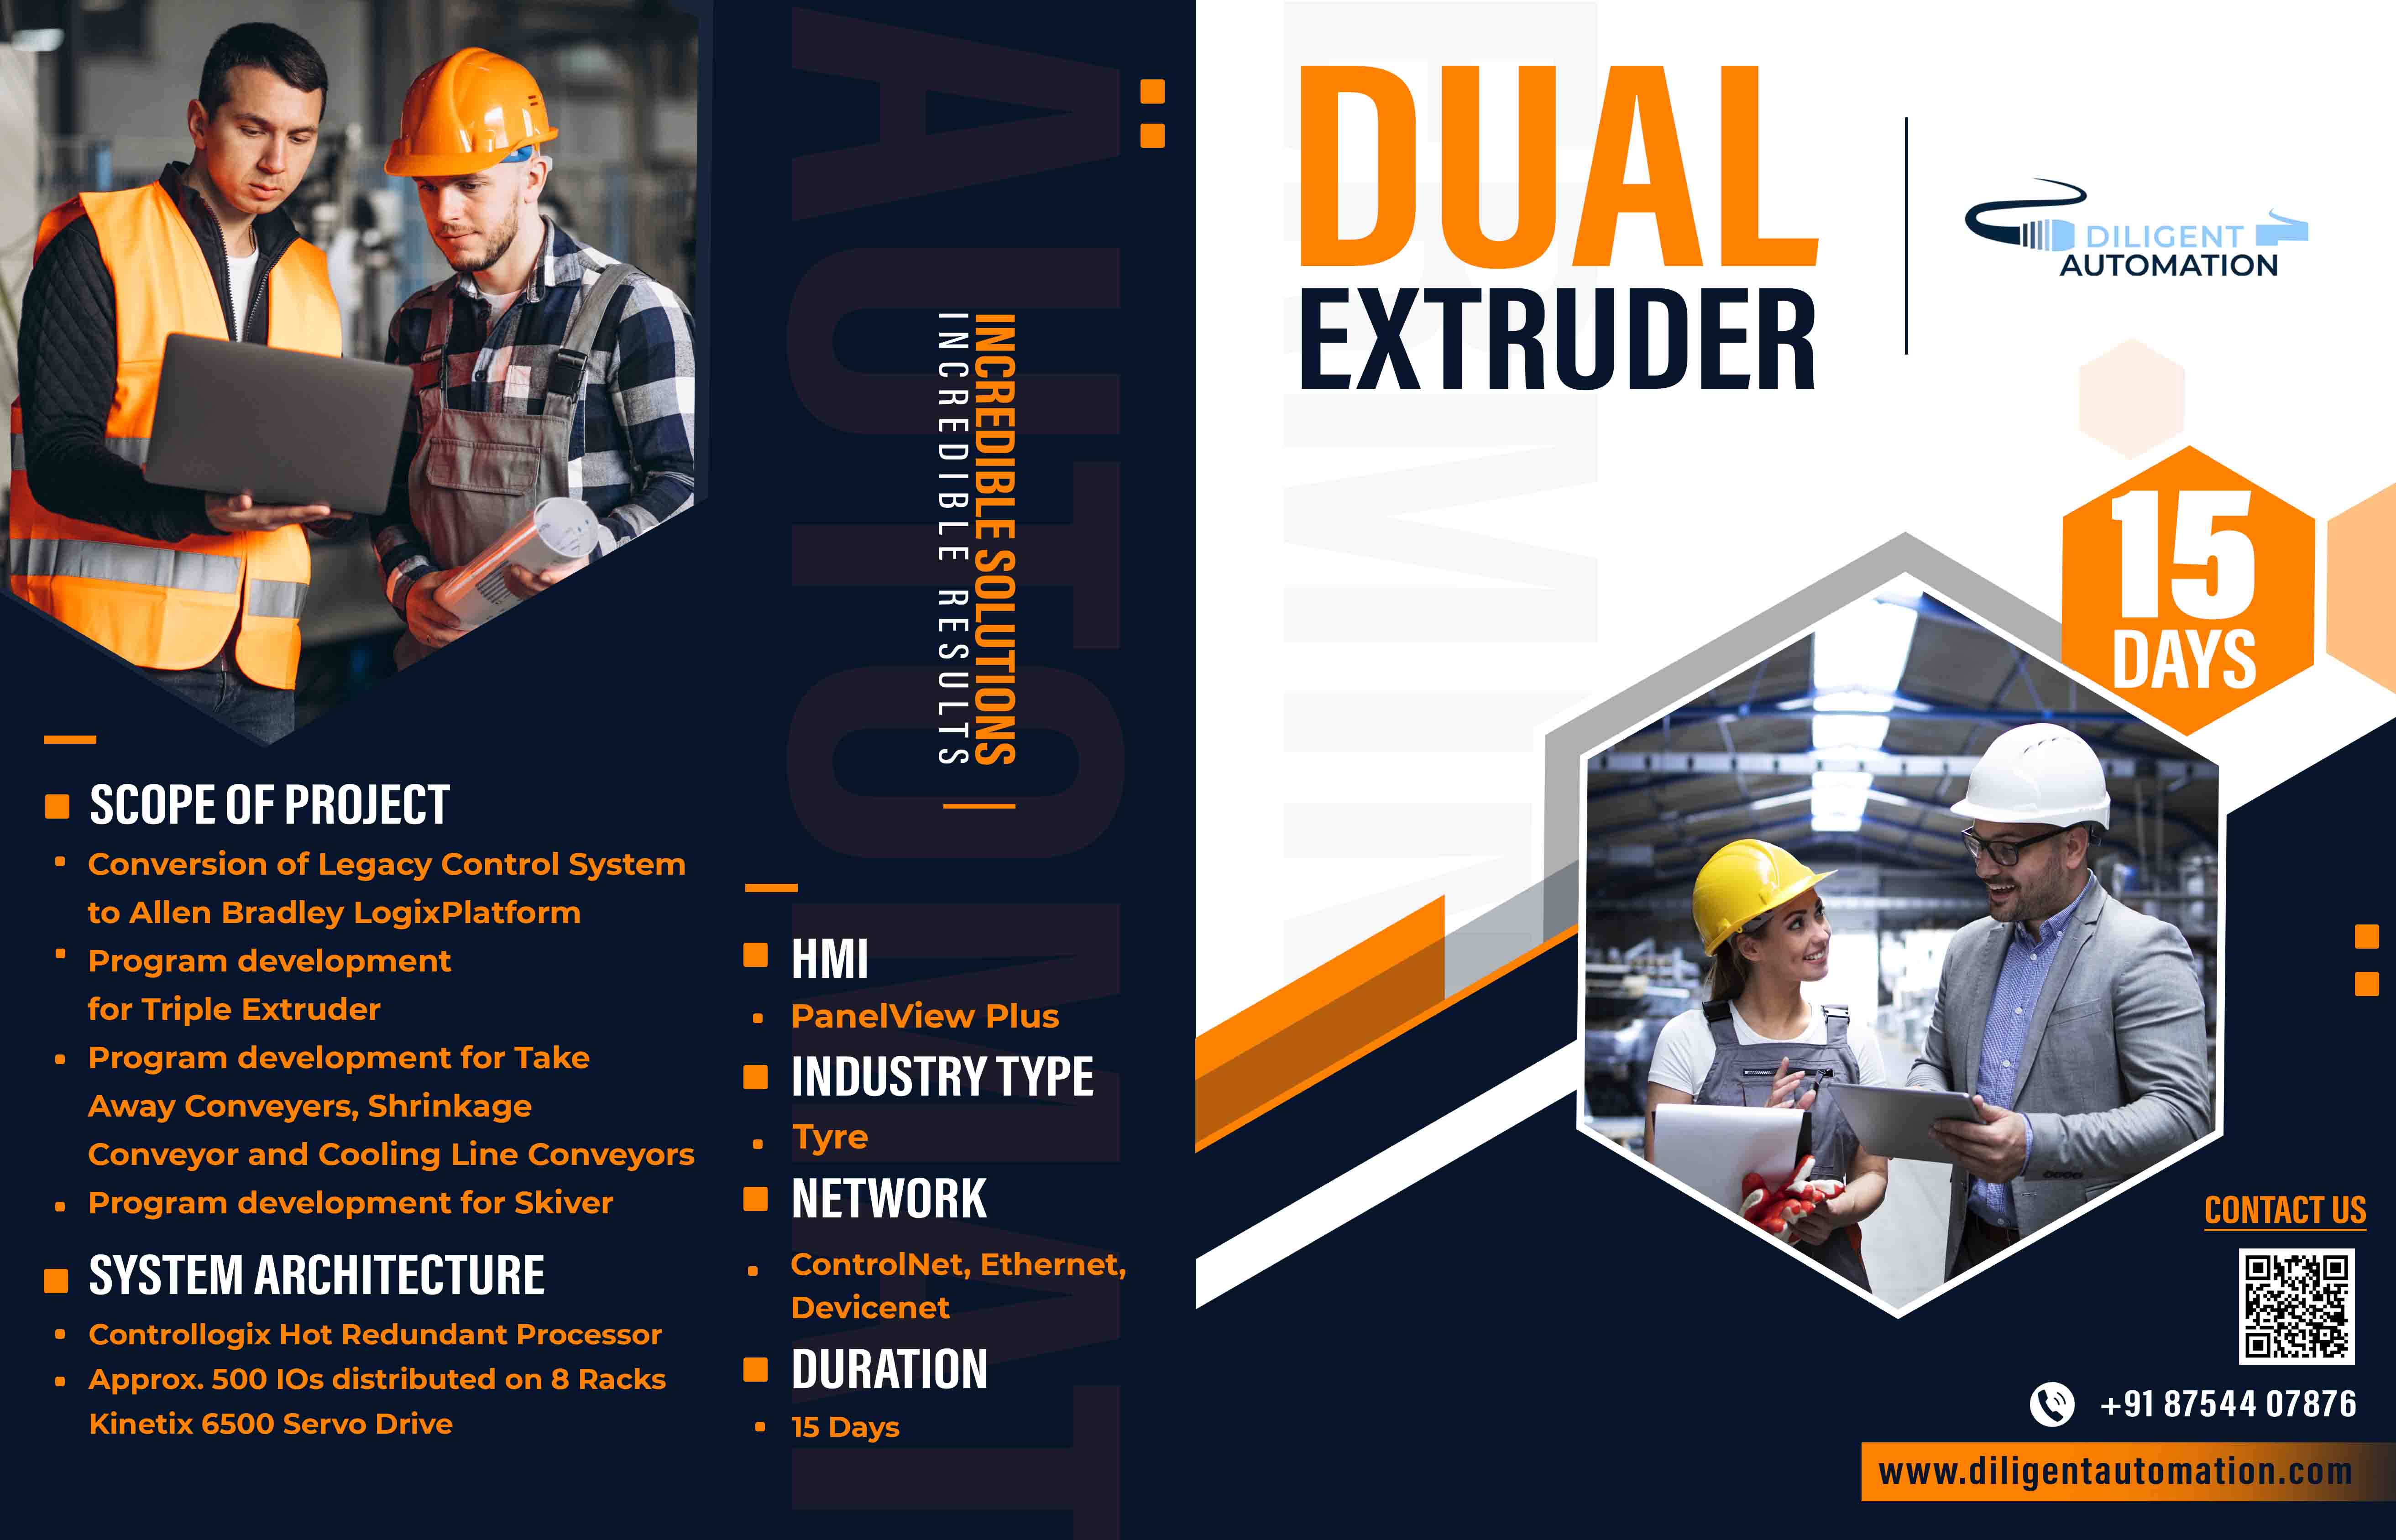 SCOPE OF PROJECT
Conversion of Legacy Control System
to Allen Bradley LogixPlatform
Program development
for Triple Extruder
Program development for Take
Away Conveyers, Shrinkage
Conveyor and Cooling Line Conveyors
Program development for Skiver
SYSTEM ARCHITECTURE
Controllogix Hot Redundant Processor
Approx. 500 IOs distributed on 8 Racks
Kinetix 6500 Servo Drive
INCREDIBLE SOLUTIONS
INCREDIBLE RESULTS
HMI
PanelView Plus
INDUSTRY TYPE
Tyre
NETWORK
ControlNet, Ethernet,
Devicenet
DURATION
15 Days
AUTOMAT
DUAL
EXTRUDER
DILIGENT
AUTOMATION
15
DAYS
CONTACT US
+91 87544 07876
www.diligentautomation.com